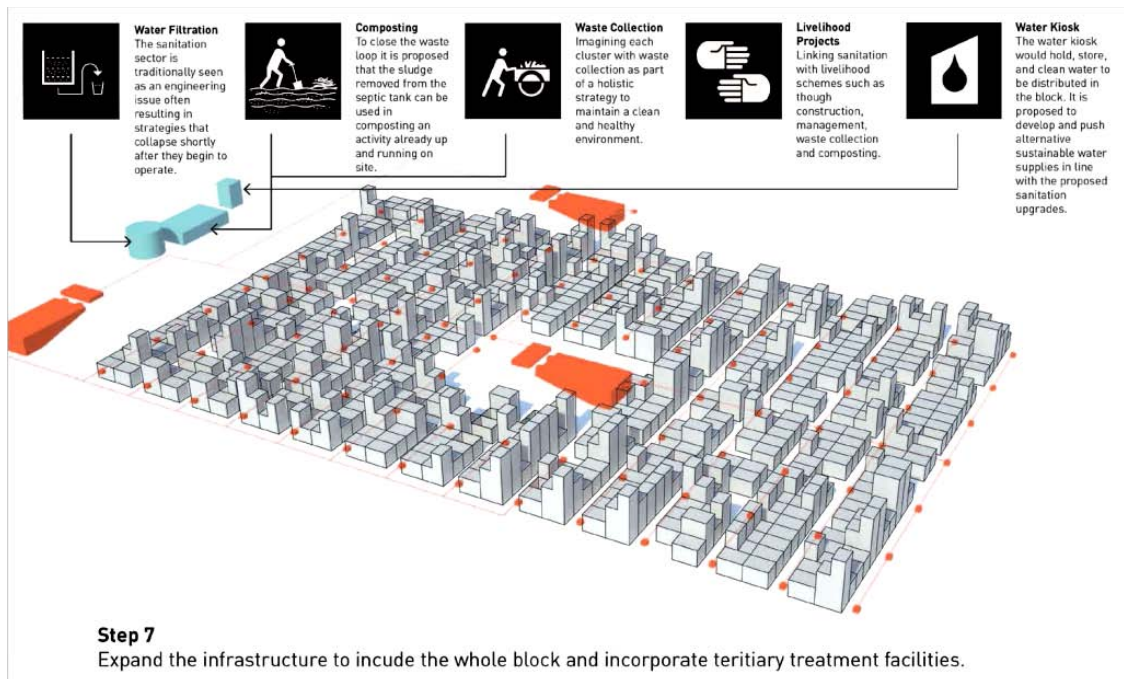 Water Filtration
The sanitation
sector is
traditionally seen
as an engineering
issue often
resulting in
strategies that
collapse shortly
after they begin to
operate.
Composting
To close the waste
loop it is proposed
that the sludge
removed from the
septic tank can be
used in
composting an
activity already up
and running on
site.
Waste Collection
Imagining each
cluster with waste
collection as part
of a holistic
strategy to
maintain a clean
and healthy
environment.
Livelihood
Projects
Linking sanitation
with livelihood
schemes such as
though
construction,
management,
waste collection
and composting.
Water Kiosk
The water kiosk
would hold, store,
and clean water to
be distributed in
the block. It is
proposed to
develop and push
alternative
sustainable water
supplies in line
with the proposed
sanitation
upgrades.
Step 7
Expand the infrastructure to incude the whole block and incorporate teritiary treatment facilities.